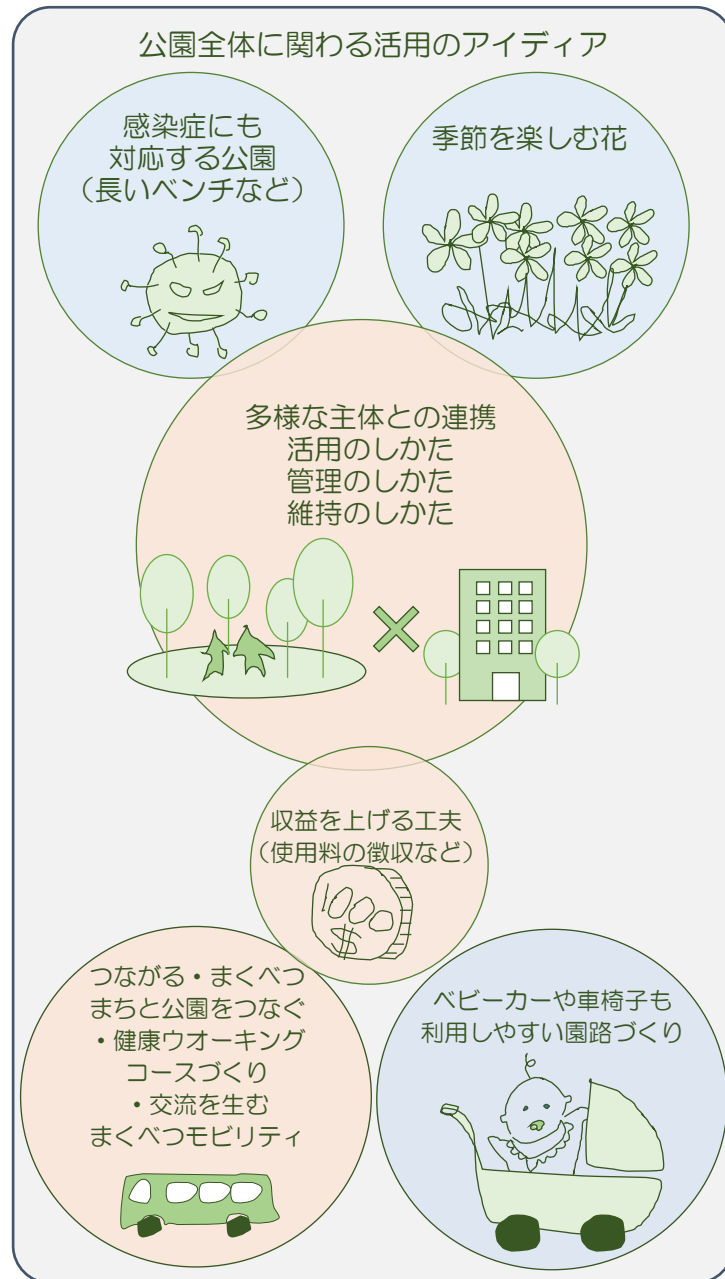 公園全体に関わる活用のアイディア
感染症にも
対応する公園
（長いベンチなど）
季節を楽しむ花
多様な主体との連携
活用のしかた
管理のしかた
維持のしかた
収益を上げる工夫
（使用料の徴収など）
1000
$
つながる・まくべつ
まちと公園をつなぐ
・健康ウオーキング
コースづくり
・交流を生む
まくべつモビリティ
ベビーカーや車椅子も
利用しやすい園路づくり